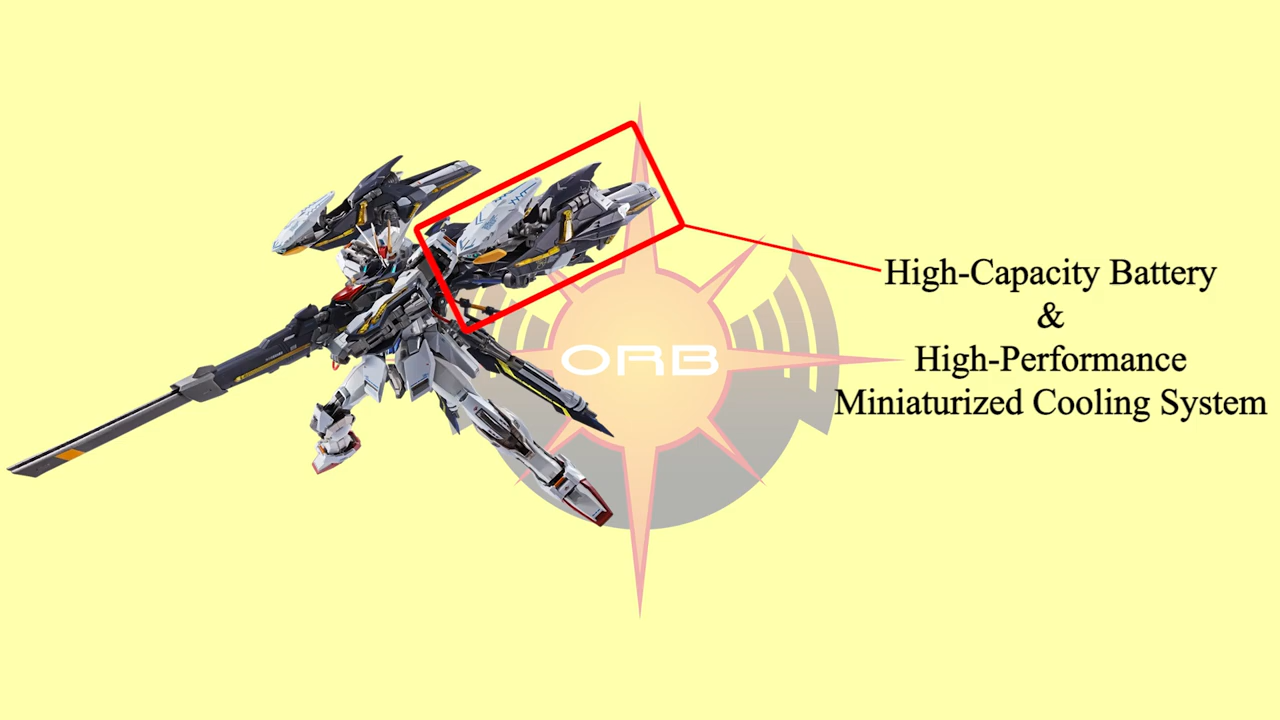 High-Capacity Battery
&
High-Performance
Miniaturized Cooling System
ORB